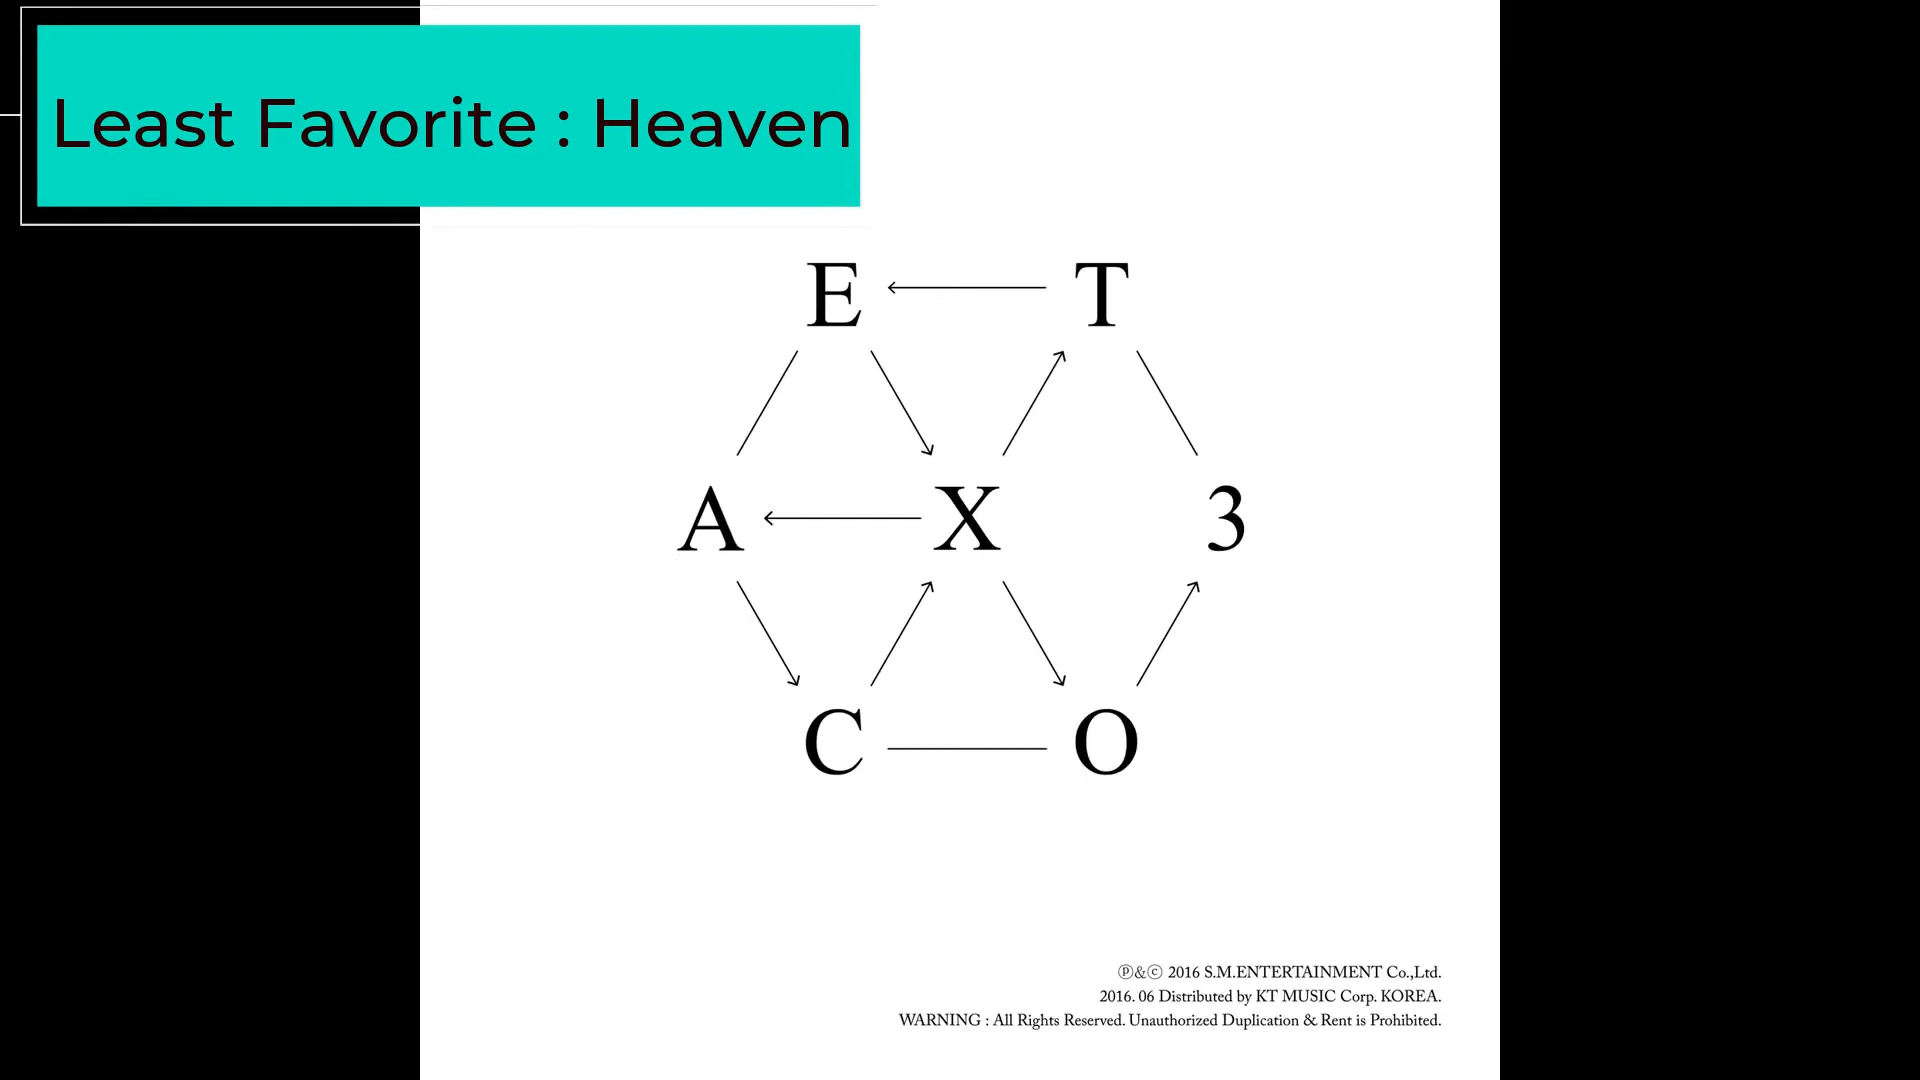 Least Favorite : Heaven
E T
A X 3
C O
℗&ⓒ 2016 S.M.ENTERTAINMENT Co.,Ltd.
2016. 06 Distributed by KT MUSIC Corp. KOREA.
WARNING : All Rights Reserved. Unauthorized Duplication & Rent is Prohibited.